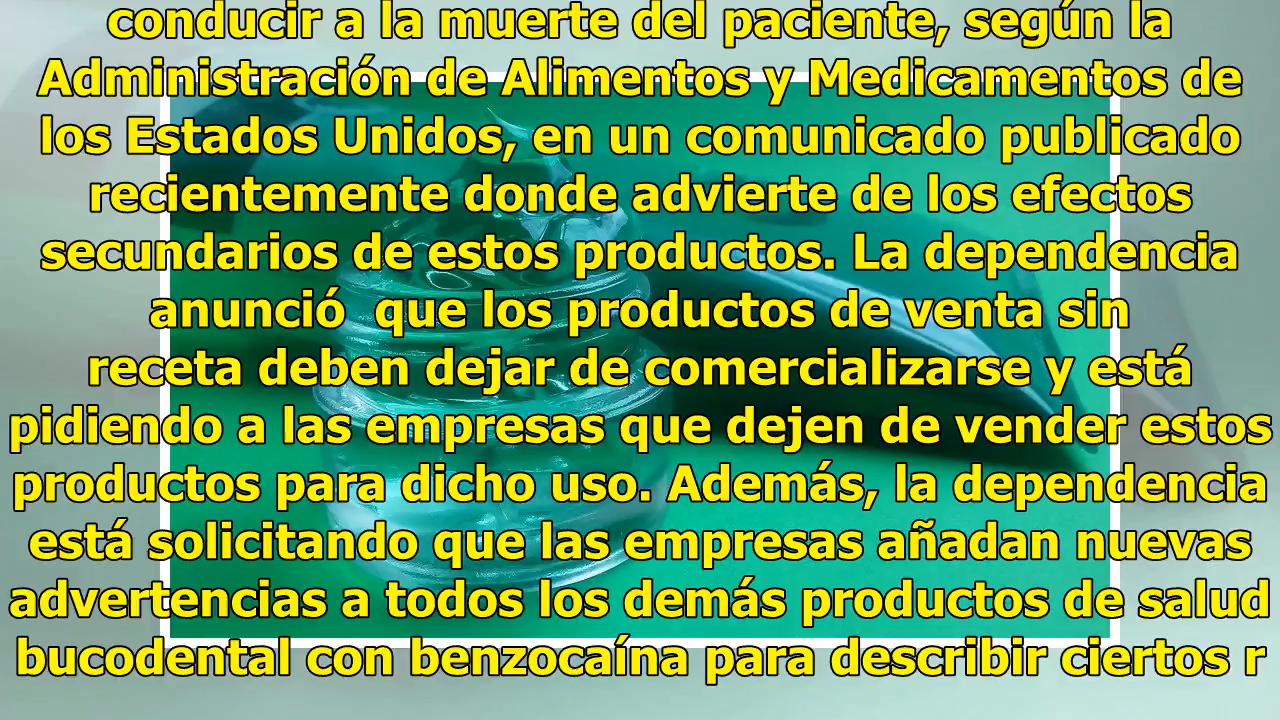 conducir a la muerte del paciente, según la
Administración de Alimentos y Medicamentos de
los Estados Unidos, en un comunicado publicado
recientemente donde advierte de los efectos
secundarios de estos productos. La dependencia
anunció  que los productos de venta sin
receta deben dejar de comercializarse y está
pidiendo a las empresas que dejen de vender estos
productos para dicho uso. Además, la dependencia
está solicitando que las empresas añadan nuevas
advertencias a todos los demás productos de salud
bucodental con benzocaína para describir ciertos r